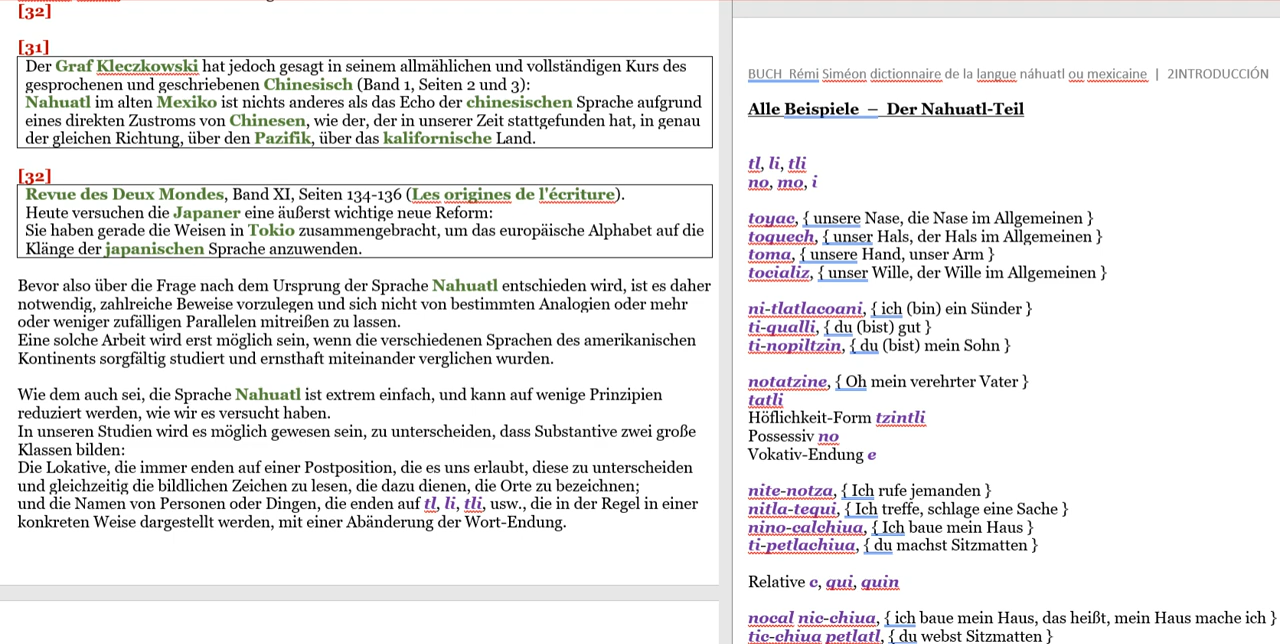 [32]
[31]
Der Graf Kleczkowski hat jedoch gesagt in seinem allmählichen und vollständigen Kurs des
gesprochenen und geschriebenen Chinesisch (Band 1, Seiten 2 und 3):
Nahuatl im alten Mexiko ist nichts anderes als das Echo der chinesischen Sprache aufgrund
eines direkten Zustroms von Chinesen, wie der, der in unserer Zeit stattgefunden hat, in genau
der gleichen Richtung, über den Pazifik, über das kalifornische Land.
[32]
Revue des Deux Mondes, Band XI, Seiten 134-136 (Les origines de l'écriture).
Heute versuchen die Japaner eine äußerst wichtige neue Reform:
Sie haben gerade die Weisen in Tokio zusammengebracht, um das europäische Alphabet auf die
Klänge der japanischen Sprache anzuwenden.
Bevor also über die Frage nach dem Ursprung der Sprache Nahuatl entschieden wird, ist es daher
notwendig, zahlreiche Beweise vorzulegen und sich nicht von bestimmten Analogien oder mehr
oder weniger zufälligen Parallelen mitreißen zu lassen.
Eine solche Arbeit wird erst möglich sein, wenn die verschiedenen Sprachen des amerikanischen
Kontinents sorgfältig studiert und ernsthaft miteinander verglichen wurden.
Wie dem auch sei, die Sprache Nahuatl ist extrem einfach, und kann auf wenige Prinzipien
reduziert werden, wie wir es versucht haben.
In unseren Studien wird es möglich gewesen sein, zu unterscheiden, dass Substantive zwei große
Klassen bilden:
Die Lokative, die immer enden auf einer Postposition, die es uns erlaubt, diese zu unterscheiden
und gleichzeitig die bildlichen Zeichen zu lesen, die dazu dienen, die Orte zu bezeichnen;
und die Namen von Personen oder Dingen, die enden auf tl, li, tli, usw., die in der Regel in einer
konkreten Weise dargestellt werden, mit einer Abänderung der Wort-Endung.
BUCH Rémi Siméon dictionnaire de la langue náhuatl ou mexicaine | 2INTRODUCCIÓN
Alle Beispiele – Der Nahuatl-Teil
tl, li, tli
no, mo, i
toyac, { unsere Nase, die Nase im Allgemeinen }
toquech, { unser Hals, der Hals im Allgemeinen }
toma, { unsere Hand, unser Arm }
tocializ, { unser Wille, der Wille im Allgemeinen }
ni-tlatlacoani, { ich (bin) ein Sünder }
ti-qualli, { du (bist) gut }
ti-nopiltzin, { du (bist) mein Sohn }
notatzine, { Oh mein verehrter Vater }
tatli
Höflichkeit-Form tzintli
Possessiv no
Vokativ-Endung e
nite-notza, { Ich rufe jemanden }
nitla-tequi, { Ich treffe, schlage eine Sache }
nino-calchiua, { Ich baue mein Haus }
ti-petlachiua, { du machst Sitzmatten }
Relative c, qui, quin
nocal nic-chiua, { ich baue mein Haus, das heißt, mein Haus mache ich }
tic-chiua petlatl, { du webst Sitzmatten }